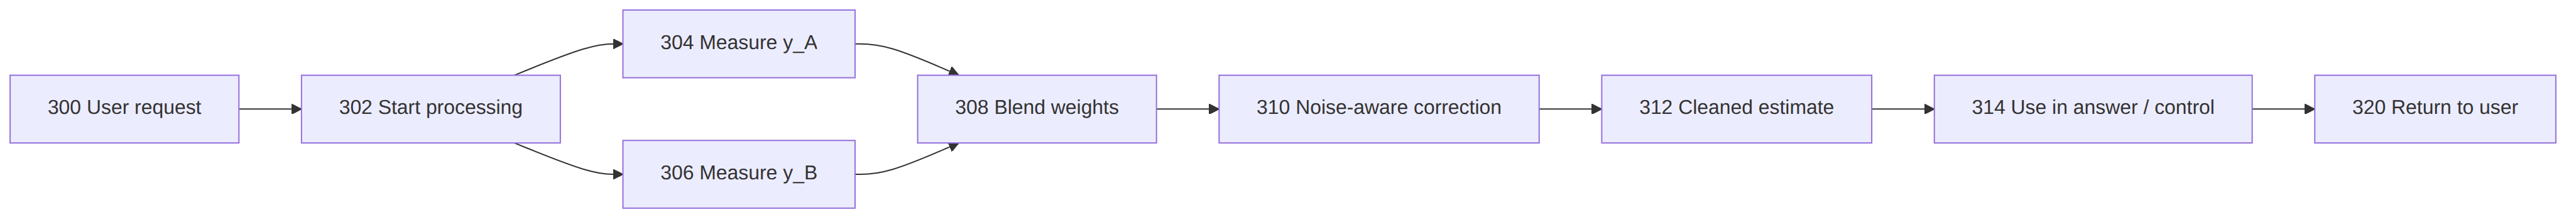 300 User request
302 Start processing
304 Measure y_A
306 Measure y_B
308 Blend weights
310 Noise-aware correction
312 Cleaned estimate
314 Use in answer / control
320 Return to user